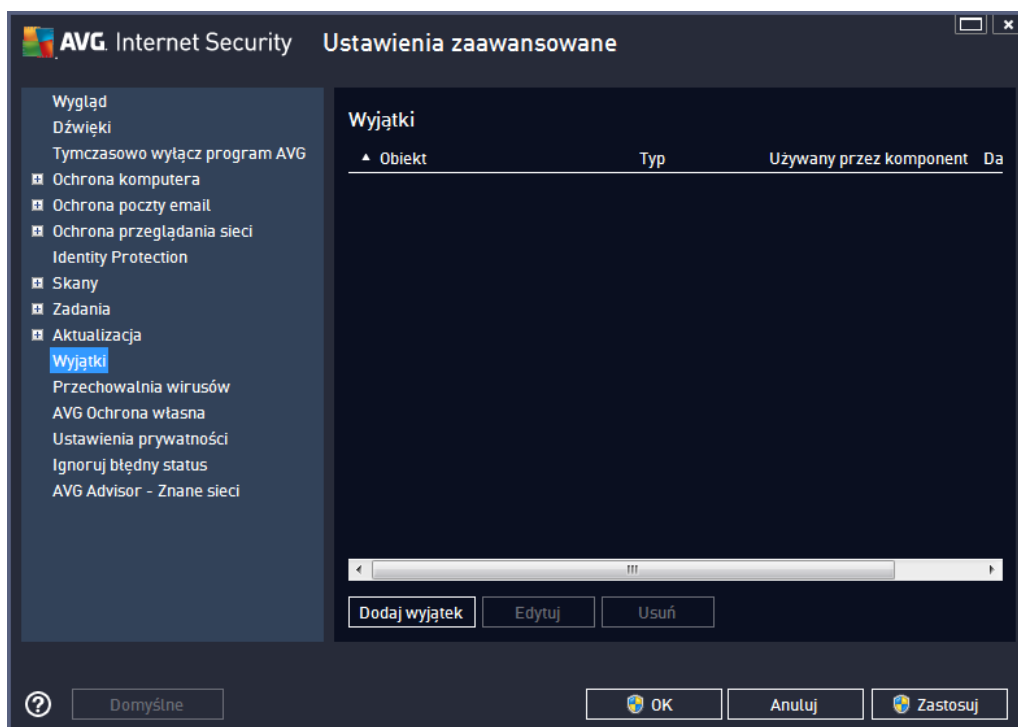 AVG. Internet Security Ustawienia zaawansowane
Wygląd
Dźwięki
Tymczasowo wyłącz program AVG
Ochrona komputera
Ochrona poczty email
Ochrona przeglądania sieci
Identity Protection
Skany
Zadania
Aktualizacja
Wyjątki
Przechowalnia wirusów
AVG Ochrona własna
Ustawienia prywatności
Ignoruj błędny status
AVG Advisor - Znane sieci
Wyjątki
Obiekt Typ Używany przez komponent Da
Dodaj wyjątek Edytuj Usuń
? Domyślne OK Anuluj Zastosuj